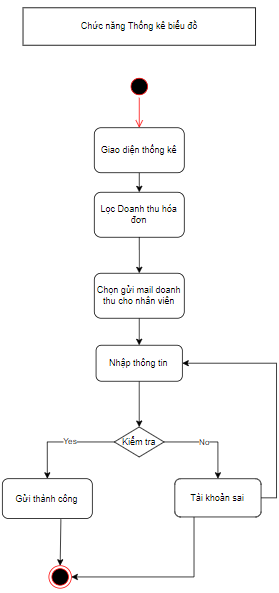 Chức năng Thống kê biểu đồ
Giao diện thống kê
Lọc Doanh thu hóa
đơn
Chọn gửi mail doanh
thu cho nhân viên
Nhập thông tin
Kiểm tra
Yes
No
Gửi thành công
Tài khoản sai